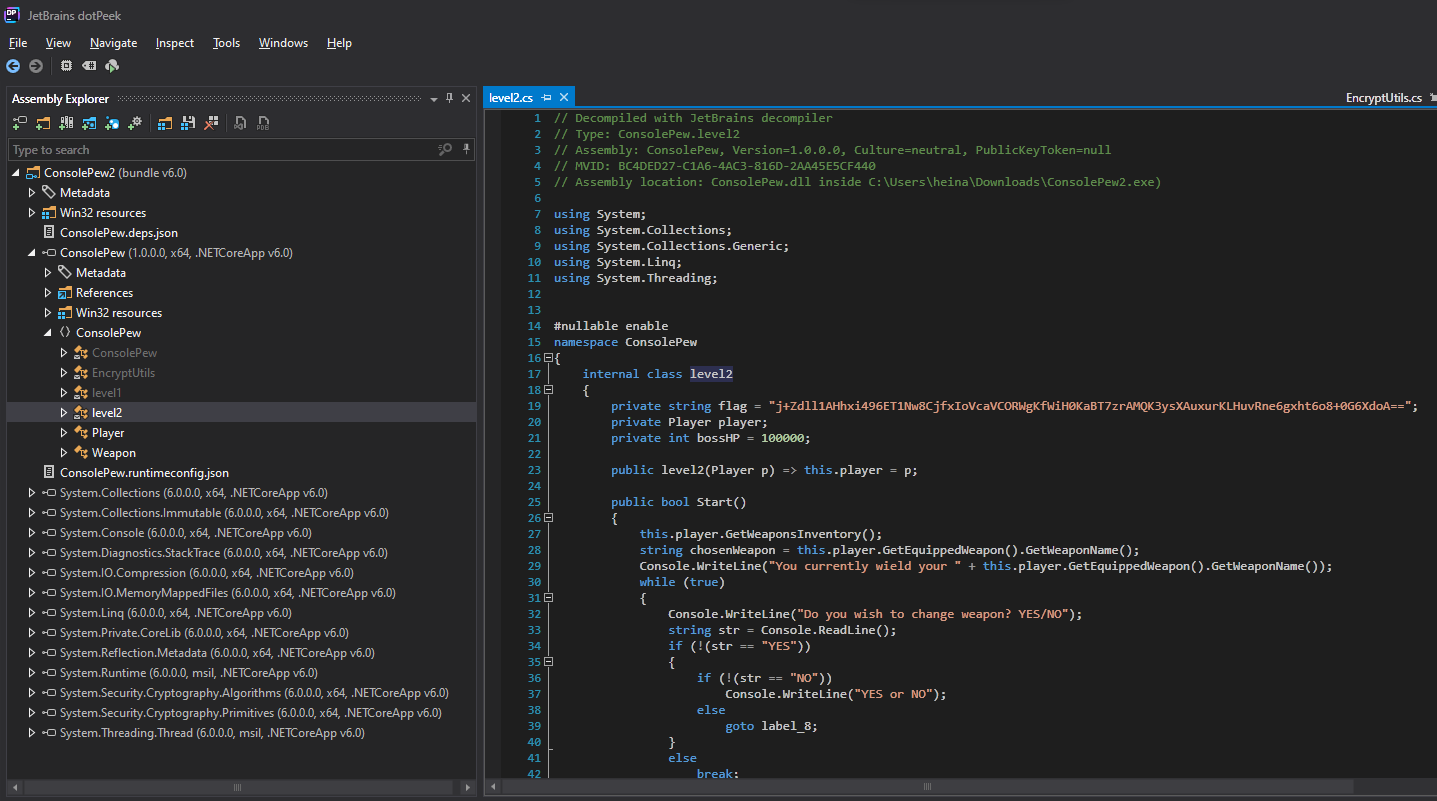 DP JetBrains dotPeek
File View Navigate Inspect Tools Windows Help
Assembly Explorer
Type to search
ConsolePew2 (bundle v6.0)
Metadata
Win32 resources
ConsolePew.deps.json
ConsolePew (1.0.0.0, x64, .NETCoreApp v6.0)
Metadata
References
Win32 resources
ConsolePew
ConsolePew
EncryptUtils
level1
level2
Player
Weapon
ConsolePew.runtimeconfig.json
System.Collections (6.0.0.0, x64, .NETCoreApp v6.0)
System.Collections.Immutable (6.0.0.0, x64, .NETCoreApp v6.0)
System.Console (6.0.0.0, x64, .NETCoreApp v6.0)
System.Diagnostics.StackTrace (6.0.0.0, x64, .NETCoreApp v6.0)
System.IO.Compression (6.0.0.0, x64, .NETCoreApp v6.0)
System.IO.MemoryMappedFiles (6.0.0.0, x64, .NETCoreApp v6.0)
System.Linq (6.0.0.0, x64, .NETCoreApp v6.0)
System.Private.CoreLib (6.0.0.0, x64, .NETCoreApp v6.0)
System.Reflection.Metadata (6.0.0.0, x64, .NETCoreApp v6.0)
System.Runtime (6.0.0.0, msil, .NETCoreApp v6.0)
System.Security.Cryptography.Algorithms (6.0.0.0, x64, .NETCoreApp v6.0)
System.Security.Cryptography.Primitives (6.0.0.0, x64, .NETCoreApp v6.0)
System.Threading.Thread (6.0.0.0, msil, .NETCoreApp v6.0)
level2.cs
EncryptUtils.cs
1 // Decompiled with JetBrains decompiler
2 // Type: ConsolePew.level2
3 // Assembly: ConsolePew, Version=1.0.0.0, Culture=neutral, PublicKeyToken=null
4 // MVID: BC4DED27-C1A6-4AC3-816D-2AA45E5CF440
5 // Assembly location: ConsolePew.dll inside C:\Users\heina\Downloads\ConsolePew2.exe)
6
7 using System;
8 using System.Collections;
9 using System.Collections.Generic;
10 using System.Linq;
11 using System.Threading;
12
13
14 #nullable enable
15 namespace ConsolePew
16 {
17 internal class level2
18 {
19 private string flag = "j+Zdll1AHhxi496ET1Nw8CjfxIoVcaVCORWgKfWiH0KaBT7zrAMQK3ysXAuxurKLHuvRne6gxht6o8+0G6XdoA==";
20 private Player player;
21 private int bossHP = 100000;
22
23 public level2(Player p) => this.player = p;
24
25 public bool Start()
26 {
27 this.player.GetWeaponsInventory();
28 string chosenWeapon = this.player.GetEquippedWeapon().GetWeaponName();
29 Console.WriteLine("You currently wield your " + this.player.GetEquippedWeapon().GetWeaponName());
30 while (true)
31 {
32 Console.WriteLine("Do you wish to change weapon? YES/NO");
33 string str = Console.ReadLine();
34 if (!(str == "YES"))
35 {
36 if (!(str == "NO"))
37 Console.WriteLine("YES or NO");
38 else
39 goto label_8;
40 }
41 else
42 break;